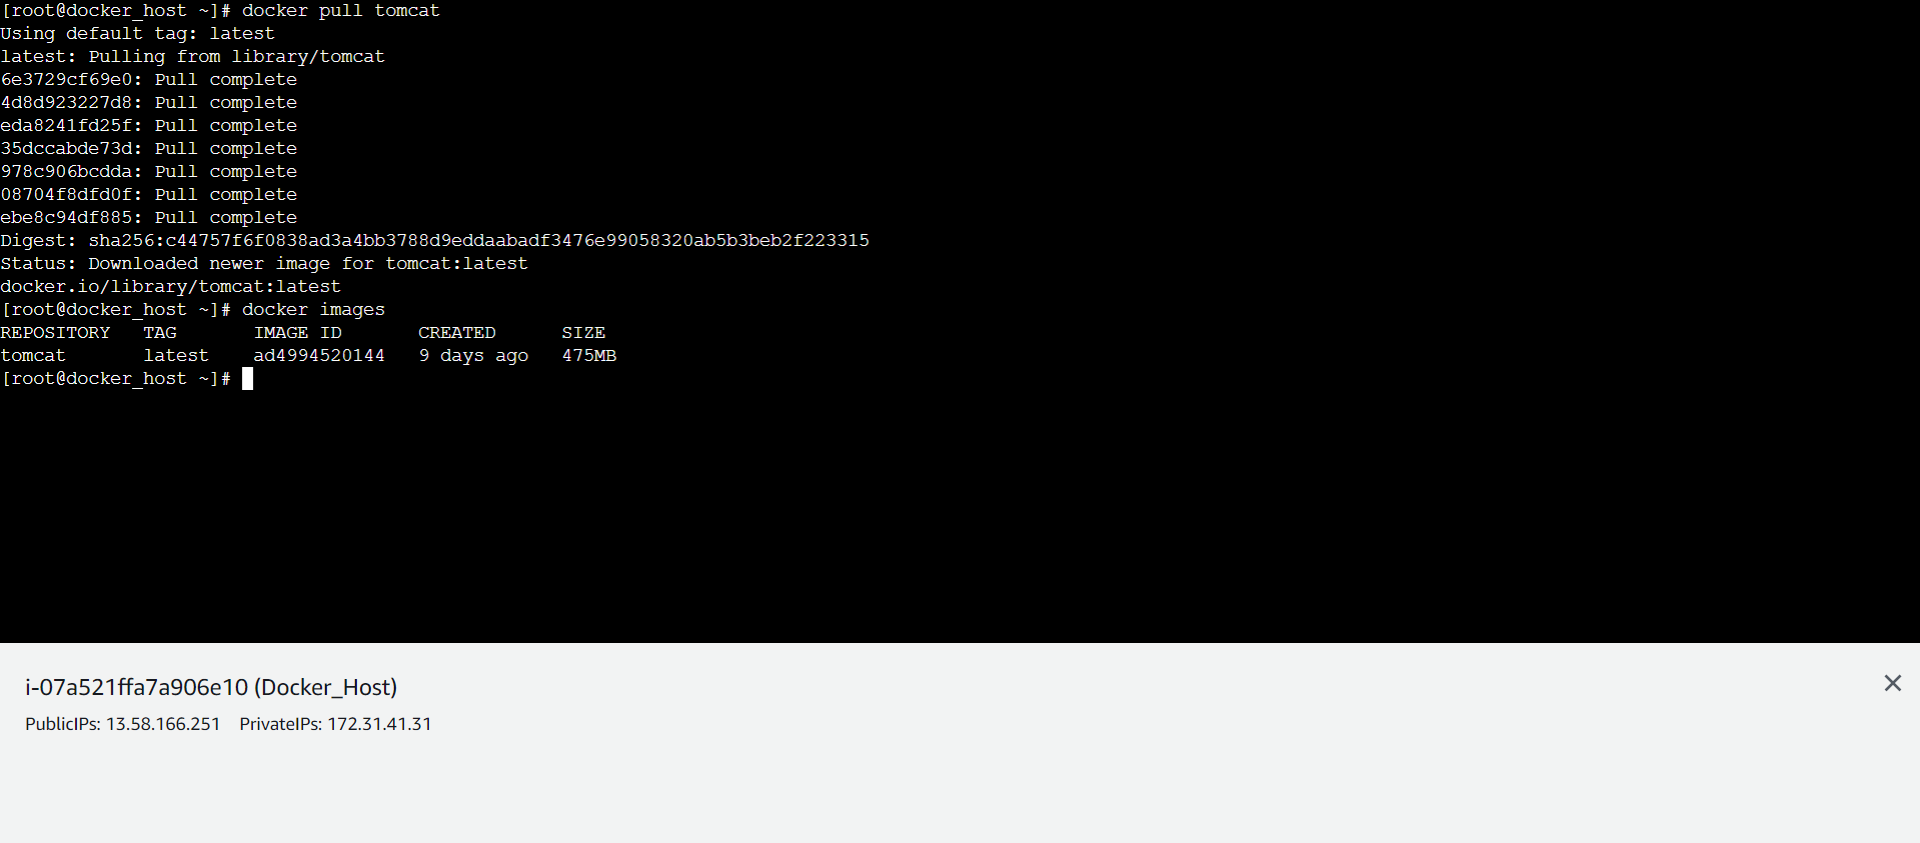 [root@docker_host ~]# docker pull tomcat
Using default tag: latest
latest: Pulling from library/tomcat
6e3729cf69e0: Pull complete
4d8d923227d8: Pull complete
eda8241fd25f: Pull complete
35dccabde73d: Pull complete
978c906bcdda: Pull complete
08704f8dfd0f: Pull complete
ebe8c94df885: Pull complete
Digest: sha256:c44757f6f0838ad3a4bb3788d9eddaabadf3476e99058320ab5b3beb2f223315
Status: Downloaded newer image for tomcat:latest
docker.io/library/tomcat:latest
[root@docker_host ~]# docker images
REPOSITORY   TAG       IMAGE ID       CREATED      SIZE
tomcat       latest    ad4994520144   9 days ago   475MB
[root@docker_host ~]#
i-07a521ffa7a906e10 (Docker_Host)
PublicIPs: 13.58.166.251    PrivateIPs: 172.31.41.31